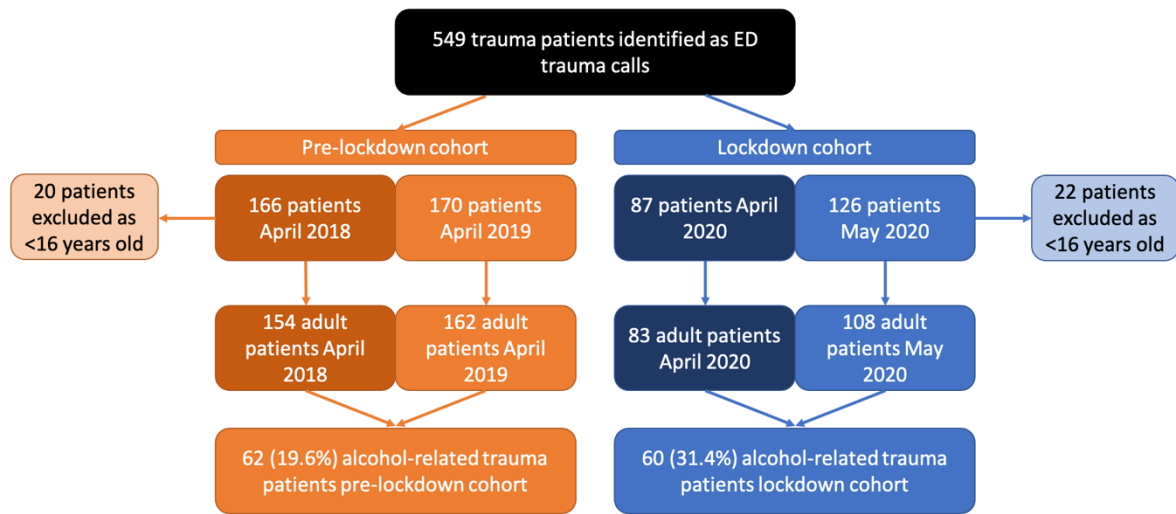 549 trauma patients identified as ED
trauma calls
Pre-lockdown cohort
Lockdown cohort
20 patients
excluded as
<16 years old
166 patients
April 2018
170 patients
April 2019
87 patients April
2020
126 patients
May 2020
22 patients
excluded as
<16 years old
154 adult
patients April
2018
162 adult
patients April
2019
83 adult patients
April 2020
108 adult
patients May
2020
62 (19.6%) alcohol-related trauma
patients pre-lockdown cohort
60 (31.4%) alcohol-related trauma
patients lockdown cohort